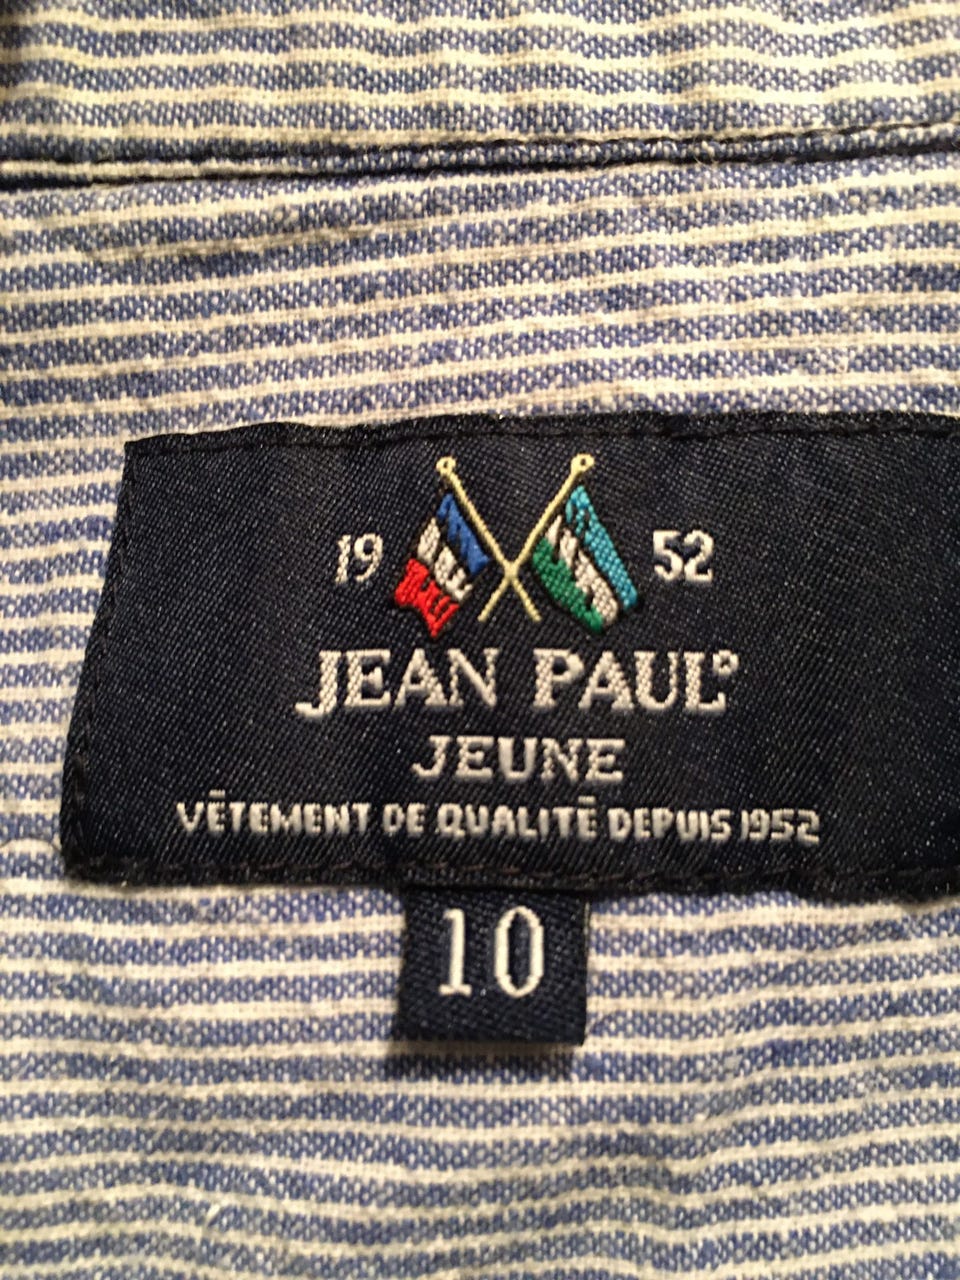 19 52
JEAN PAUL®
JEUNE
VÊTEMENT DE QUALITÉ DEPUIS 1952
10